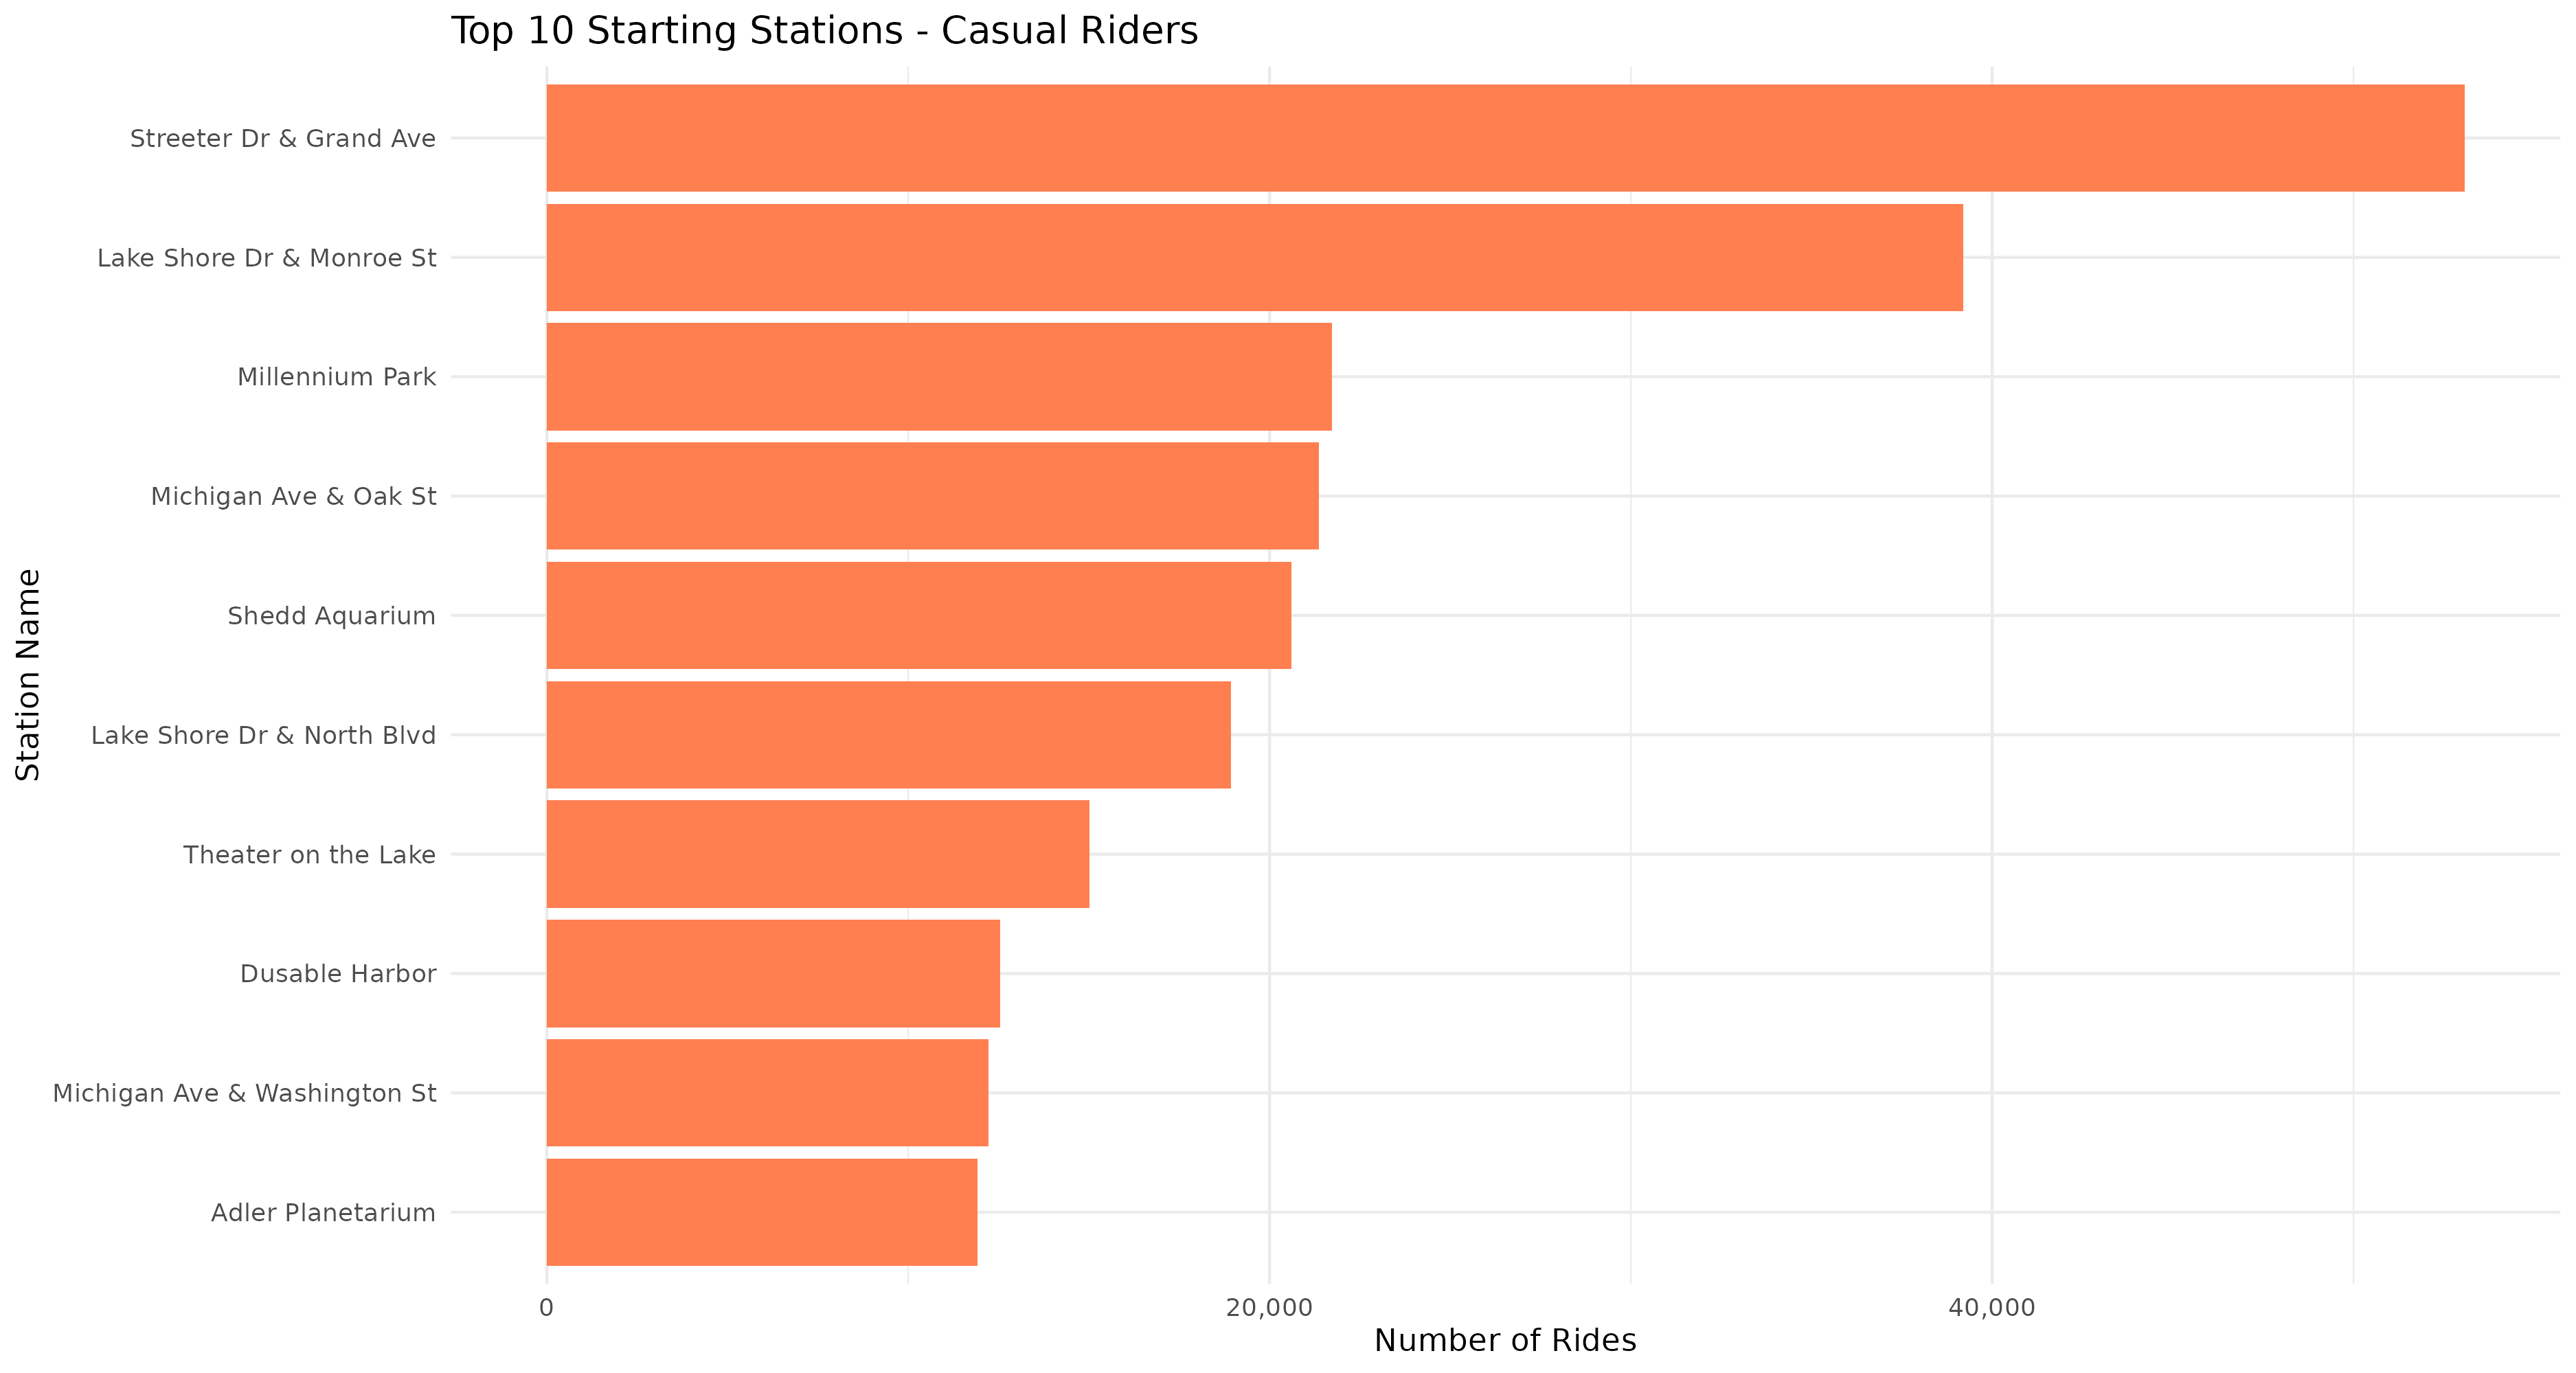 Top 10 Starting Stations - Casual Riders
Station Name
Streeter Dr & Grand Ave
Lake Shore Dr & Monroe St
Millennium Park
Michigan Ave & Oak St
Shedd Aquarium
Lake Shore Dr & North Blvd
Theater on the Lake
Dusable Harbor
Michigan Ave & Washington St
Adler Planetarium
0 20,000 40,000
Number of Rides